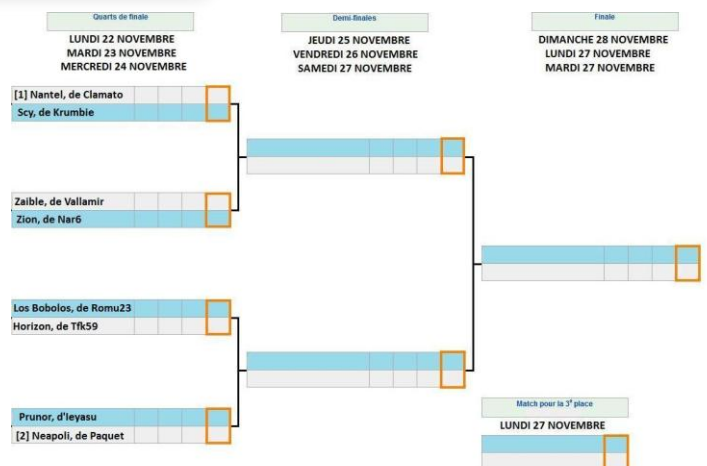 Quarts de finale
LUNDI 22 NOVEMBRE
MARDI 23 NOVEMBRE
MERCREDI 24 NOVEMBRE
Demi-finales
JEUDI 25 NOVEMBRE
VENDREDI 26 NOVEMBRE
SAMEDI 27 NOVEMBRE
Finale
DIMANCHE 28 NOVEMBRE
LUNDI 27 NOVEMBRE
MARDI 27 NOVEMBRE
[1] Nantel, de Clamato
Scy, de Krumbie
Zaible, de Vallamir
Zion, de Nar6
Los Bobolos, de Romu23
Horizon, de Tfk59
Prunor, d'Ieyasu
[2] Neapoli, de Paquet
Match pour la 3e place
LUNDI 27 NOVEMBRE